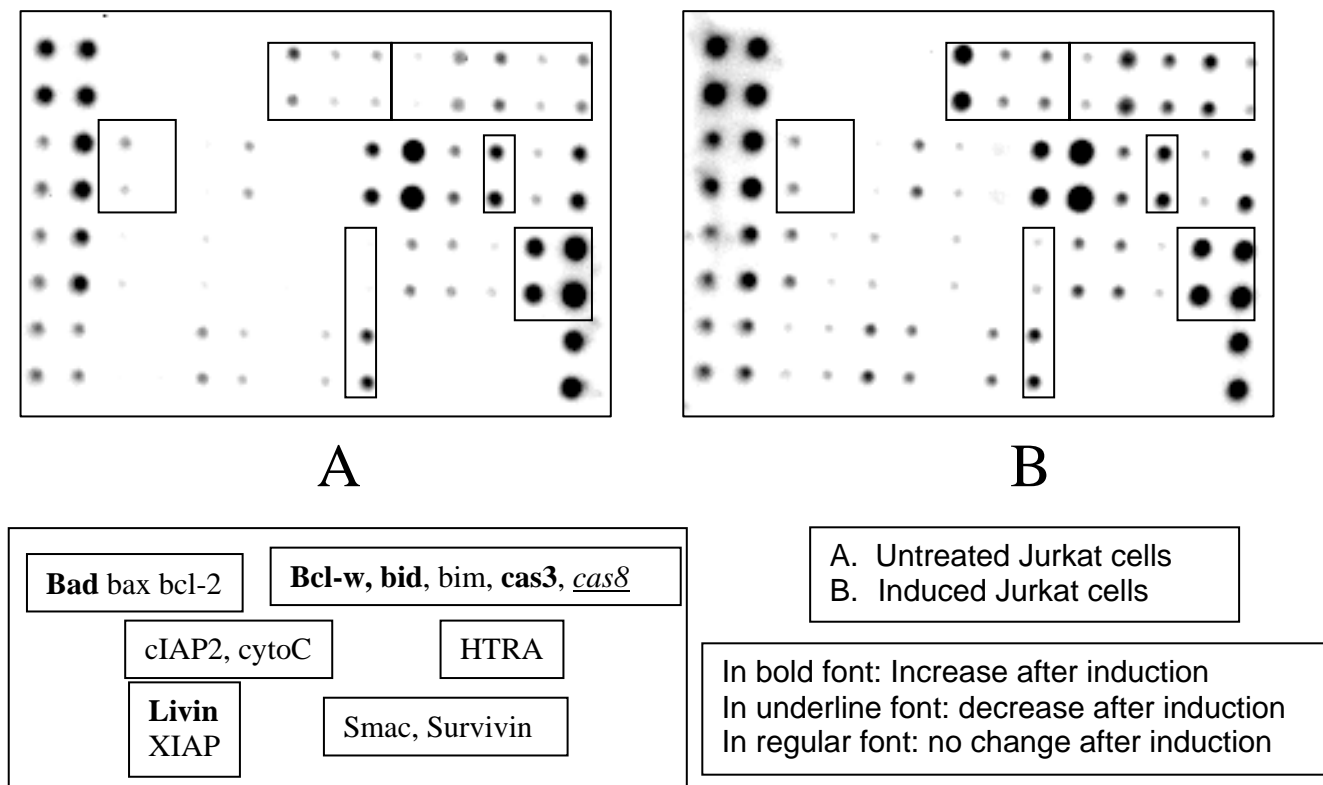 A
B
Bad bax bcl-2
Bcl-w, bid, bim, cas3, cas8
cIAP2, cytoC
HTRA
Livin
XIAP
Smac, Survivin
A. Untreated Jurkat cells
B. Induced Jurkat cells
In bold font: Increase after induction
In underline font: decrease after induction
In regular font: no change after induction